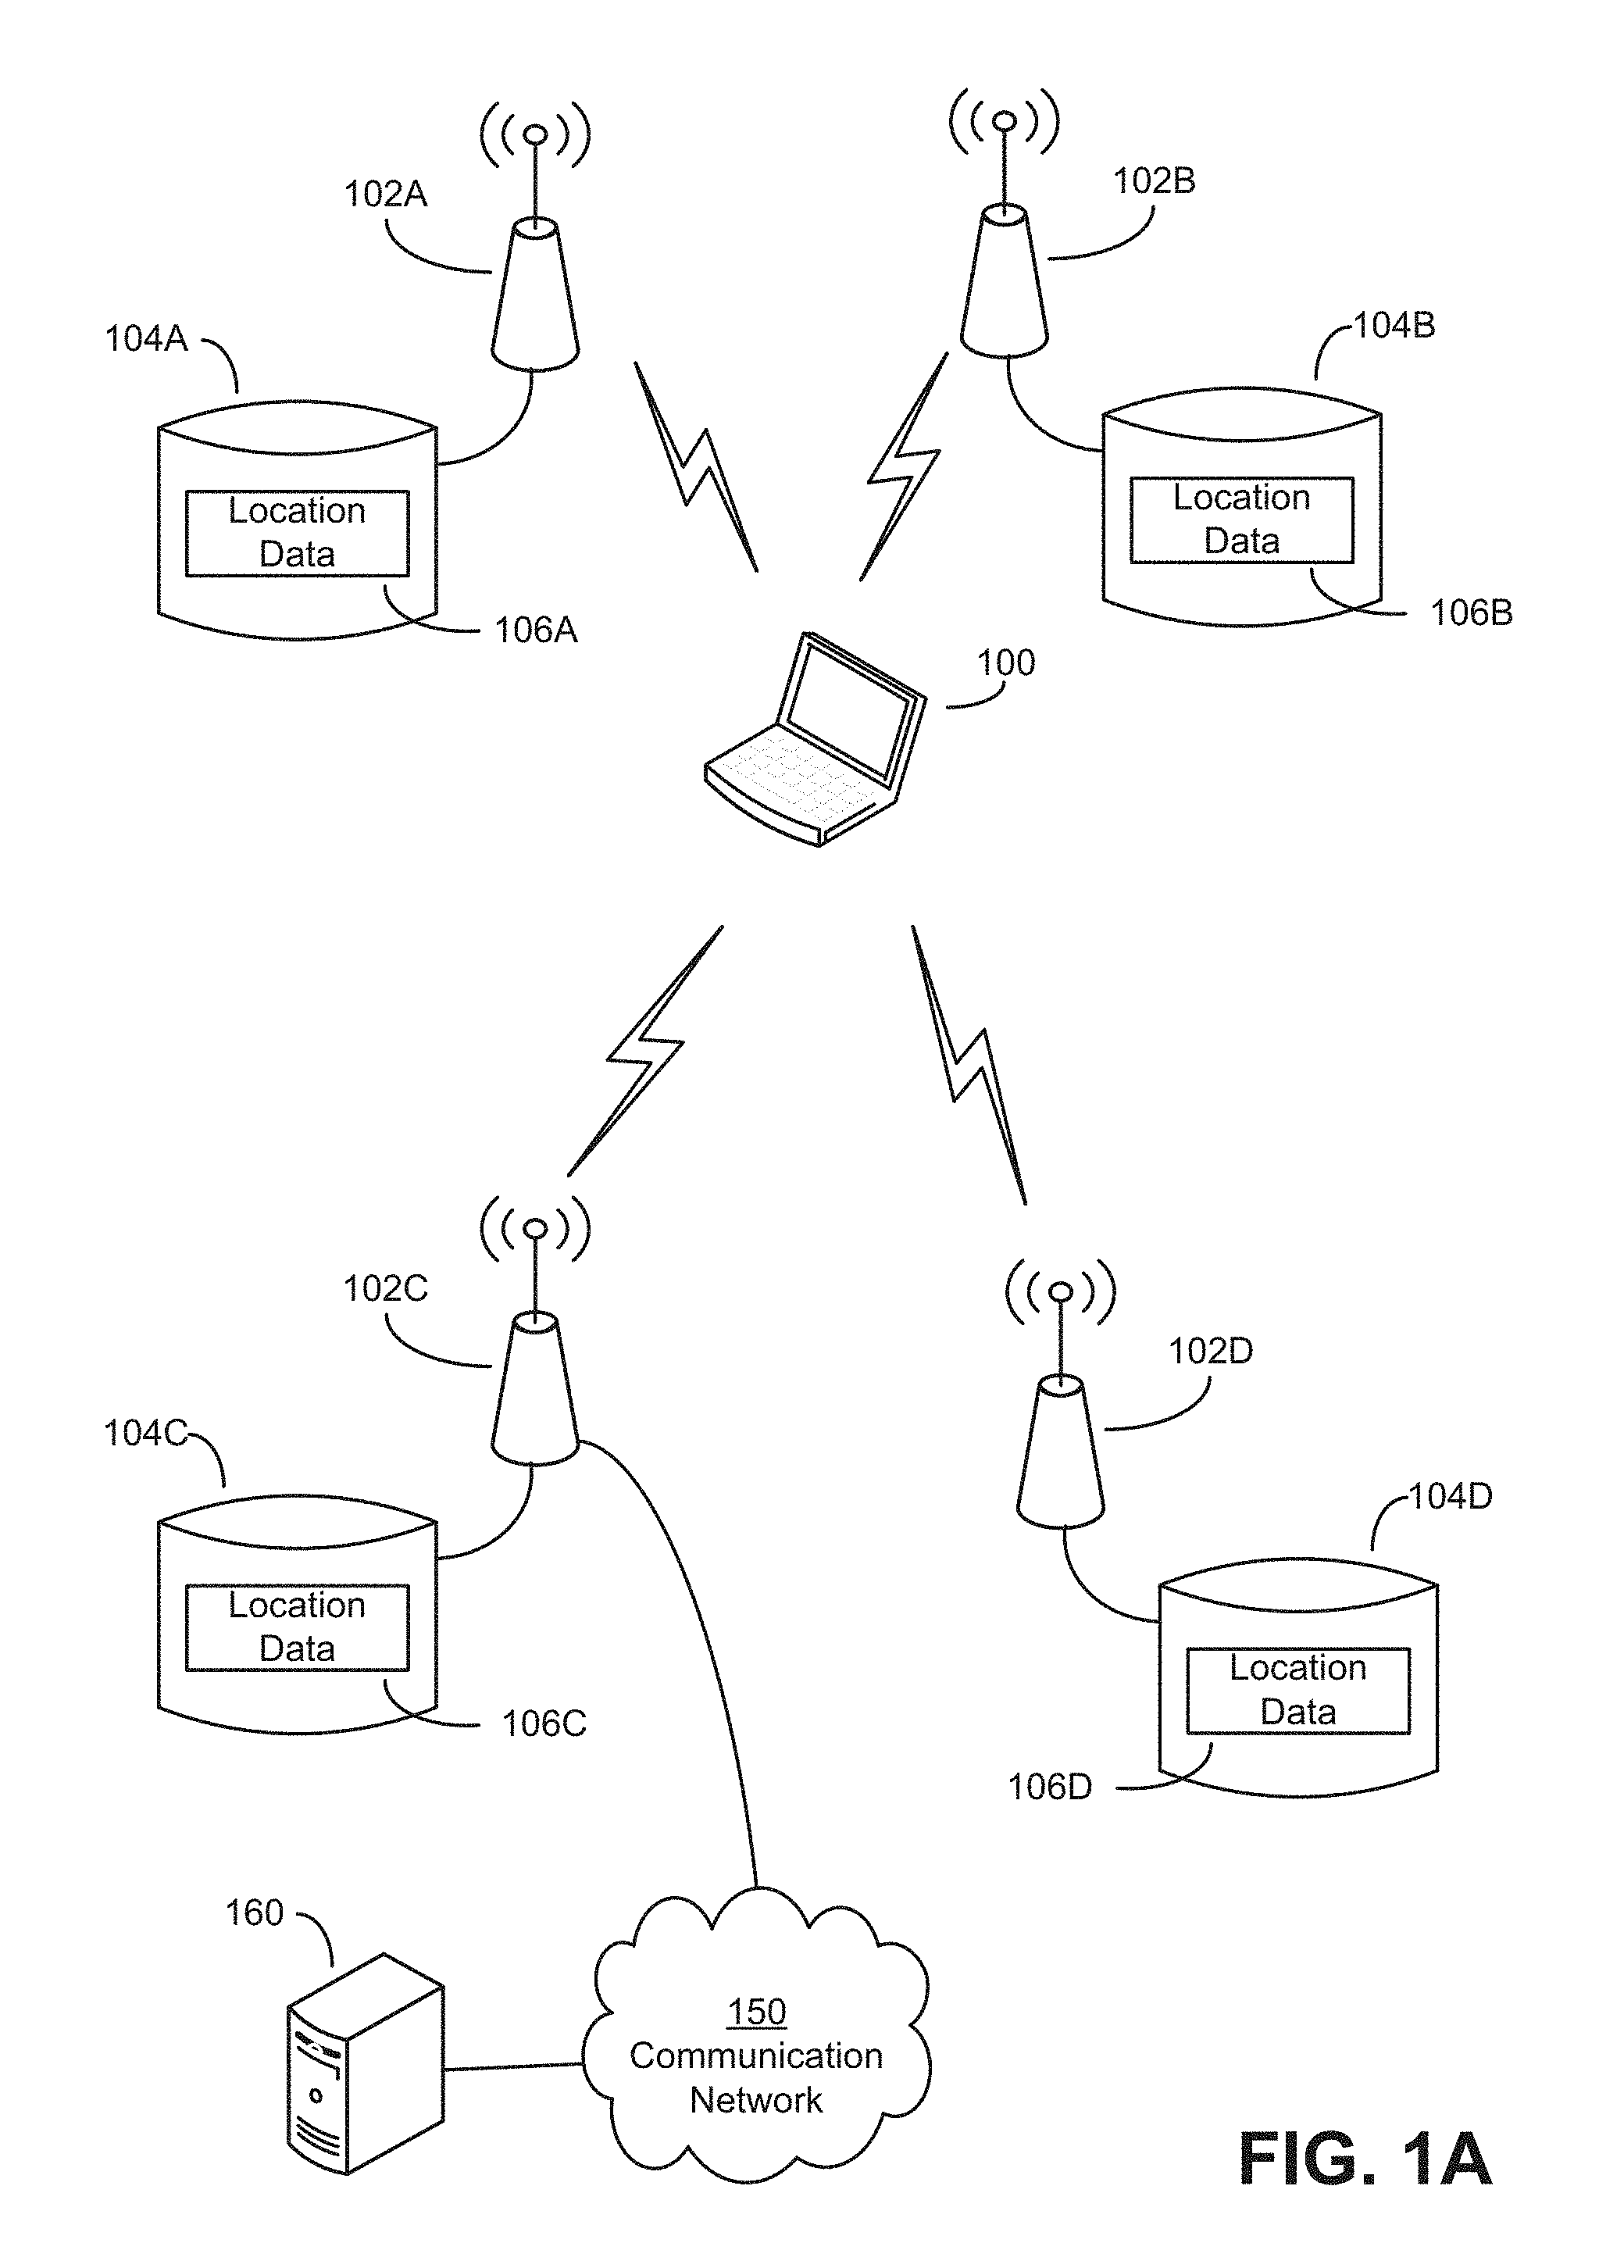 102A
102B
104A
104B
Location
Data
Location
Data
106A
106B
100
102C
102D
104C
104D
Location
Data
Location
Data
106C
106D
160
150
Communication
Network
FIG. 1A